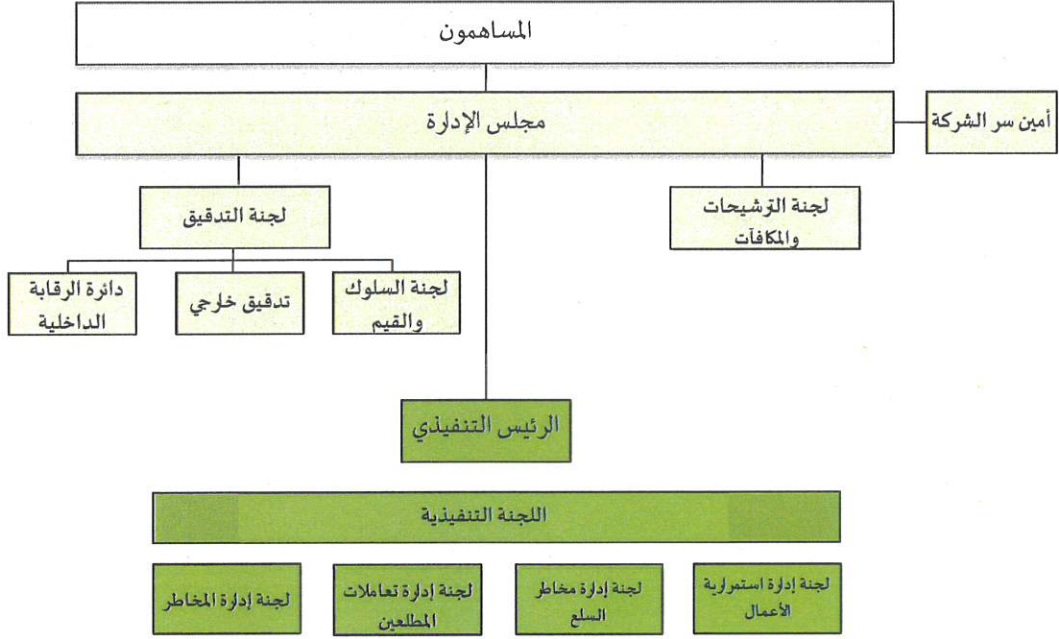 المساهمون
مجلس الإدارة
أمين سر الشركة
لجنة الترشيحات
والمكافآت
لجنة التدقيق
لجنة السلوك
والقيم
تدقيق خارجي
دائرة الرقابة
الداخلية
الرئيس التنفيذي
اللجنة التنفيذية
لجنة إدارة استمرارية
الأعمال
لجنة إدارة مخاطر
السلع
لجنة إدارة تعاملات
المطلعين
لجنة إدارة المخاطر